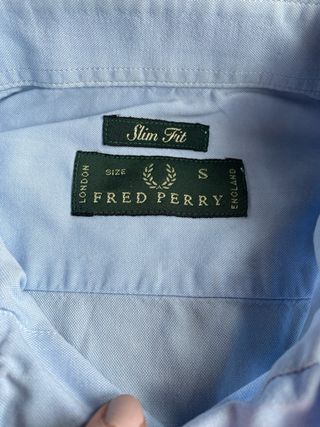 Slim Fit
LONDON
SIZE S
FRED PERRY
ENGLAND